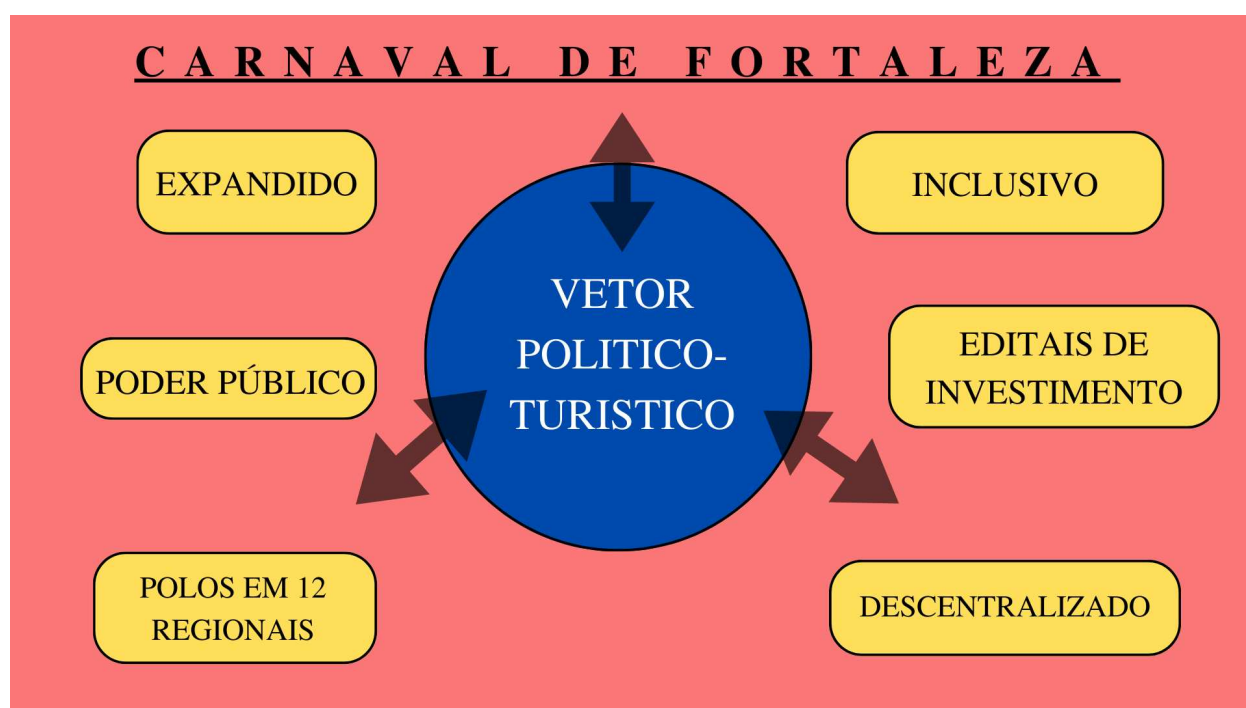 CARNAVAL DE FORTALEZA
EXPANDIDO
INCLUSIVO
VETOR
POLITICO-
TURISTICO
PODER PÚBLICO
EDITAIS DE
INVESTIMENTO
POLOS EM 12
REGIONAIS
DESCENTRALIZADO